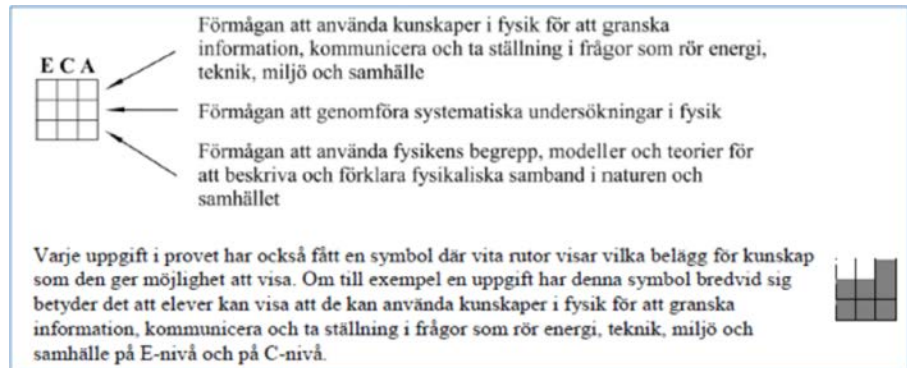 Förmågan att använda kunskaper i fysik för att granska
information, kommunicera och ta ställning i frågor som rör energi,
teknik, miljö och samhälle
E C A
Förmågan att genomföra systematiska undersökningar i fysik
Förmågan att använda fysikens begrepp, modeller och teorier för
att beskriva och förklara fysikaliska samband i naturen och
samhället
Varje uppgift i provet har också fått en symbol där vita rutor visar vilka belägg för kunskap
som den ger möjlighet att visa. Om till exempel en uppgift har denna symbol bredvid sig
betyder det att elever kan visa att de kan använda kunskaper i fysik för att granska
information, kommunicera och ta ställning i frågor som rör energi, teknik, miljö och
samhälle på E-nivå och på C-nivå.